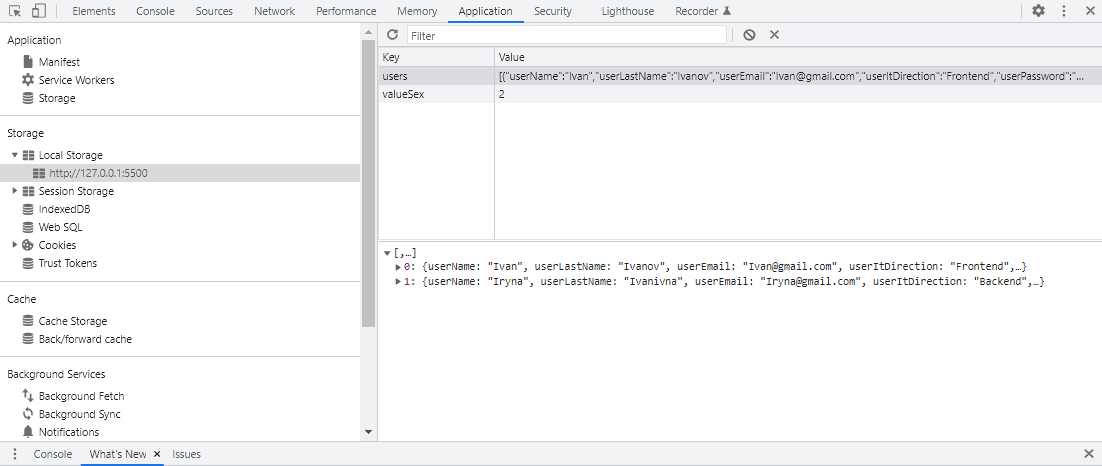 Elements Console Sources Network Performance Memory Application Security Lighthouse Recorder
Application
Manifest
Service Workers
Storage
Storage
Local Storage
http://127.0.0.1:5500
Session Storage
IndexedDB
Web SQL
Cookies
Trust Tokens
Cache
Cache Storage
Back/forward cache
Background Services
Background Fetch
Background Sync
Notifications
Filter
Key Value
users [{"userName":"Ivan","userLastName":"Ivanov","userEmail":"Ivan@gmail.com","userItDirection":"Frontend","userPassword":"...
valueSex 2
[,…]
0: {userName: "Ivan", userLastName: "Ivanov", userEmail: "Ivan@gmail.com", userItDirection: "Frontend",…}
1: {userName: "Iryna", userLastName: "Ivanivna", userEmail: "Iryna@gmail.com", userItDirection: "Backend",…}
Console What's New Issues